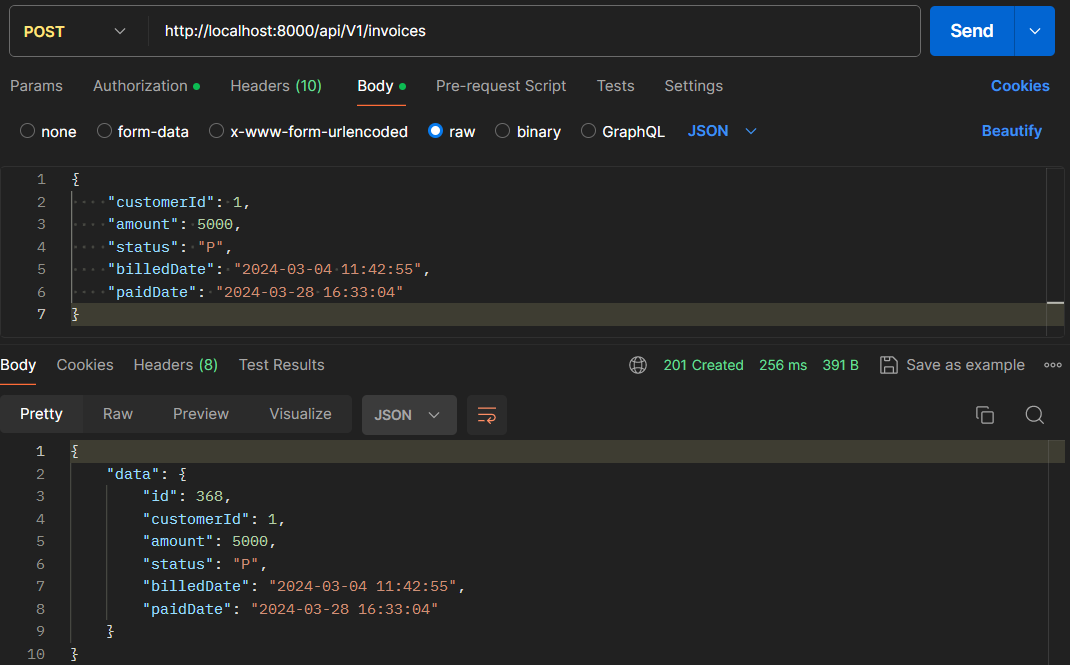 POST http://localhost:8000/api/V1/invoices Send
Params Authorization Headers (10) Body Pre-request Script Tests Settings Cookies
none form-data x-www-form-urlencoded raw binary GraphQL JSON Beautify
1 {
2 "customerId": 1,
3 "amount": 5000,
4 "status": "P",
5 "billedDate": "2024-03-04 11:42:55",
6 "paidDate": "2024-03-28 16:33:04"
7 }
Body Cookies Headers (8) Test Results 201 Created 256 ms 391 B Save as example
Pretty Raw Preview Visualize JSON
1 {
2 "data": {
3 "id": 368,
4 "customerId": 1,
5 "amount": 5000,
6 "status": "P",
7 "billedDate": "2024-03-04 11:42:55",
8 "paidDate": "2024-03-28 16:33:04"
9 }
10 }